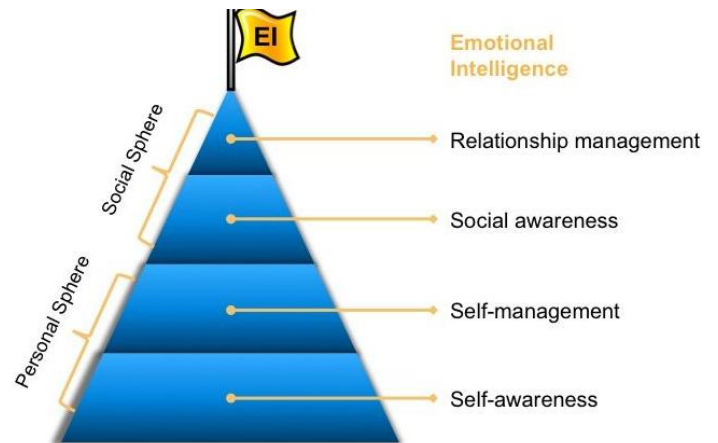 EI
Emotional
Intelligence
Social Sphere
Relationship management
Social awareness
Personal Sphere
Self-management
Self-awareness